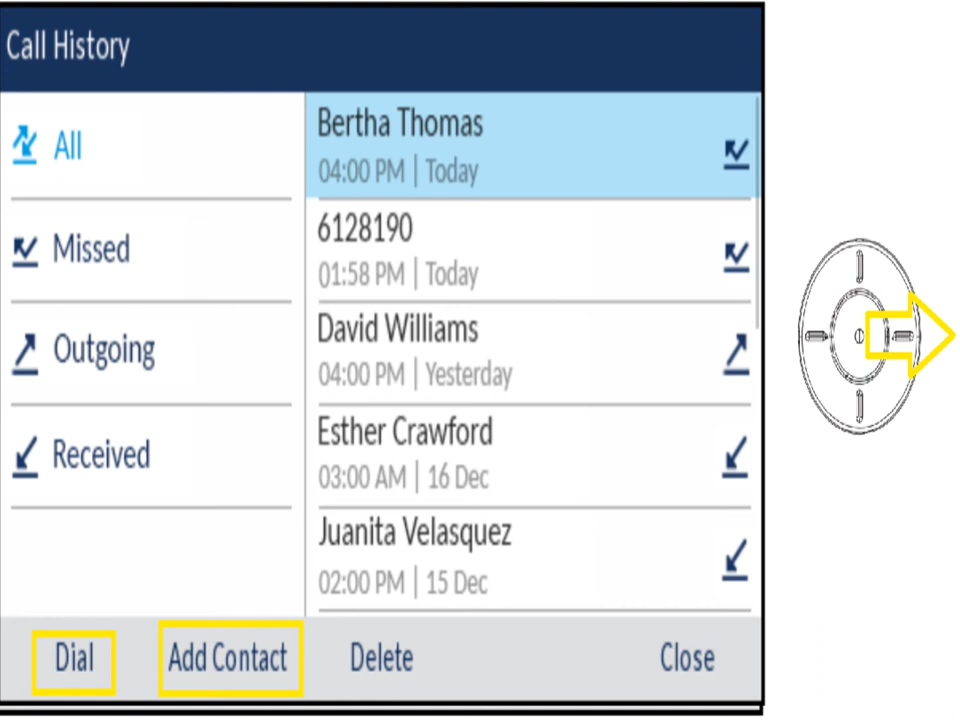 Call History
All
Missed
Outgoing
Received
Bertha Thomas
04:00 PM | Today
6128190
01:58 PM | Today
David Williams
04:00 PM | Yesterday
Esther Crawford
03:00 AM | 16 Dec
Juanita Velasquez
02:00 PM | 15 Dec
Dial Add Contact Delete Close